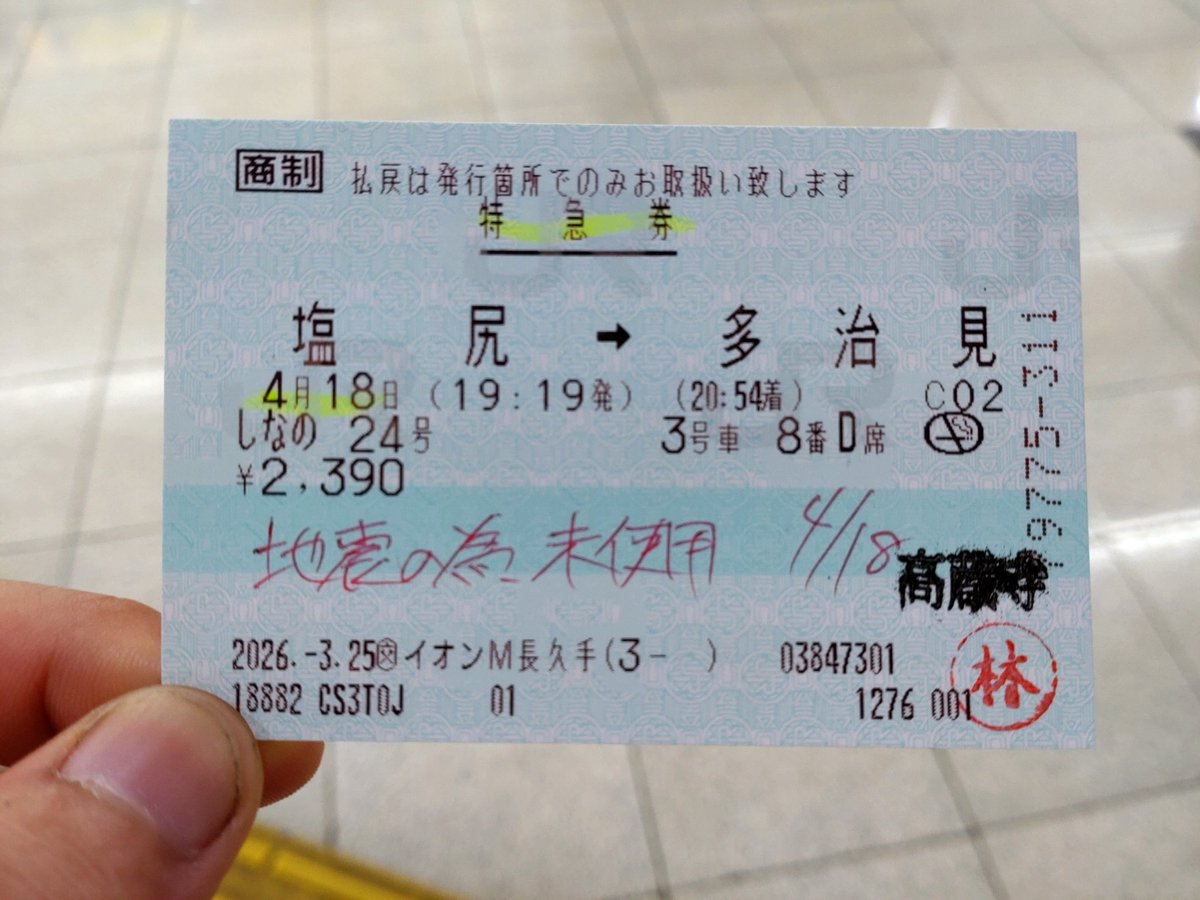 商制 払戻は発行箇所でのみお取扱い致します
特急券
塩尻 → 多治見
4月18日 (19:19発) (20:54着) C02
しなの 24号 3号車 8番D席
¥2,390
地震の為、未使用 4/18
高蔵寺
2026.-3.25 イオンM長久手(3- ) 03847301
18882 CS3T0J 01 1276 001
林
79775-311